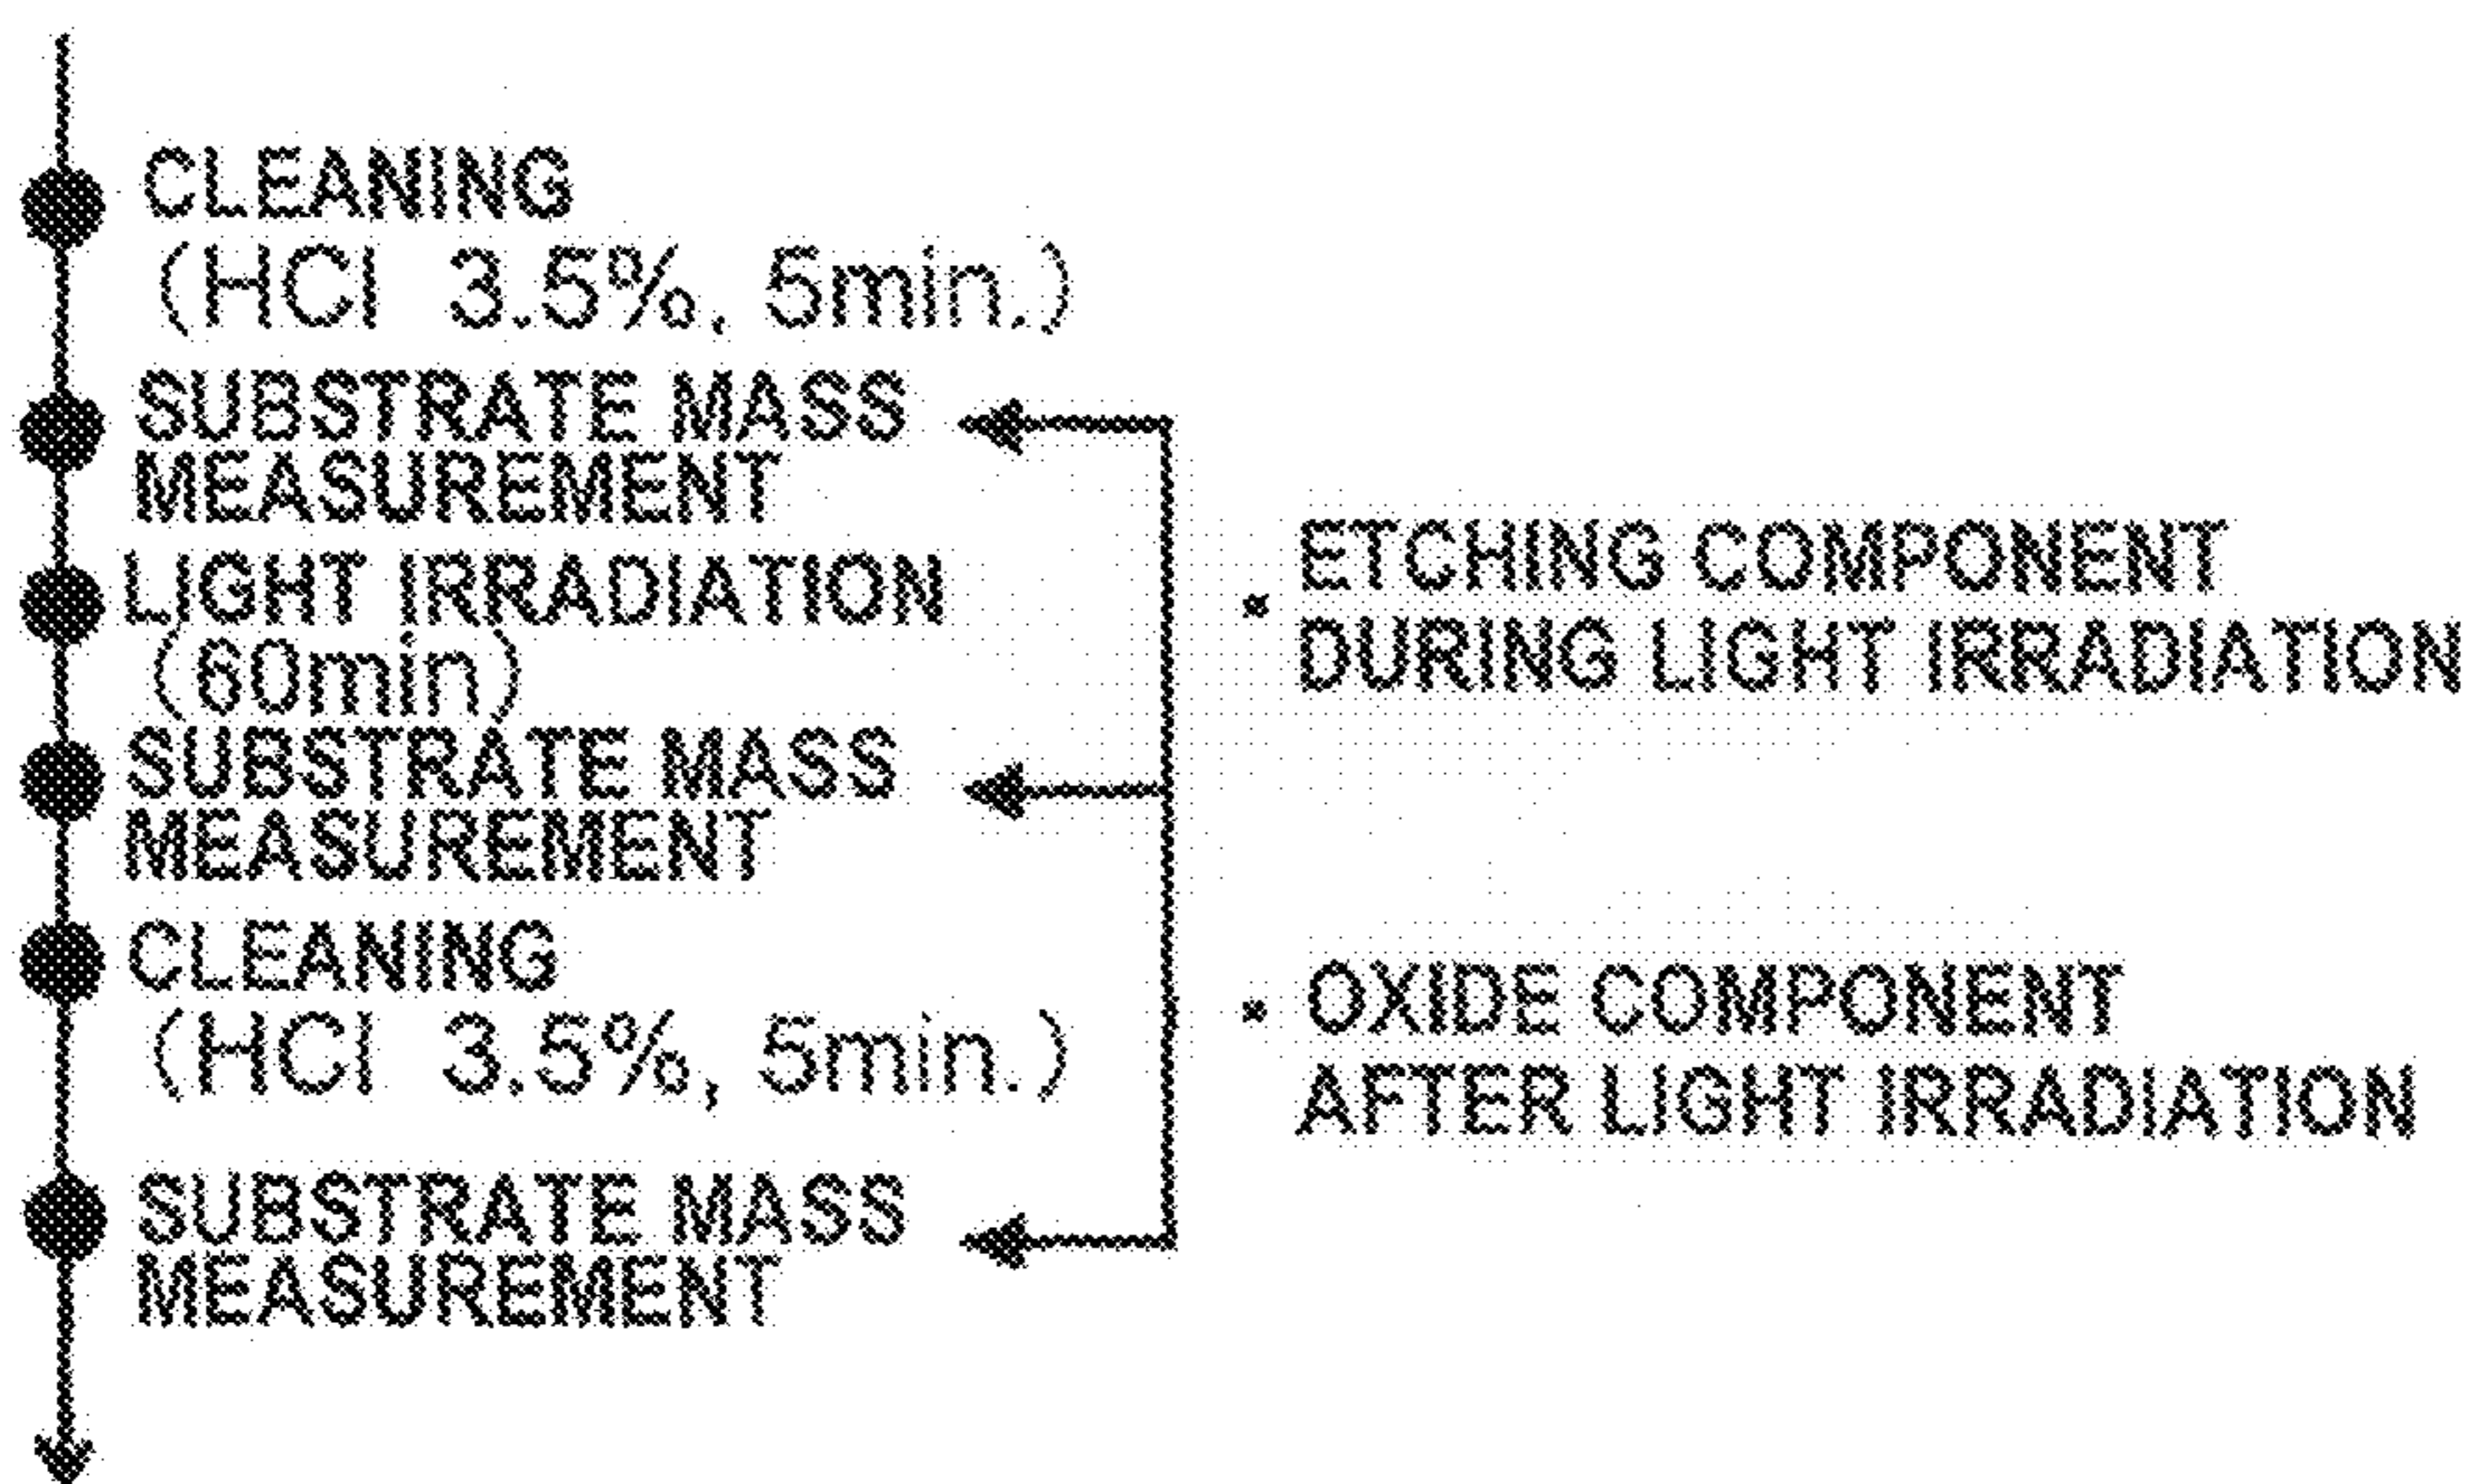 CLEANING
(HCl 3.5%, 5min.)
SUBSTRATE MASS
MEASUREMENT
LIGHT IRRADIATION
(60min)
SUBSTRATE MASS
MEASUREMENT
CLEANING
(HCl 3.5%, 5min.)
SUBSTRATE MASS
MEASUREMENT
• ETCHING COMPONENT
DURING LIGHT IRRADIATION
• OXIDE COMPONENT
AFTER LIGHT IRRADIATION